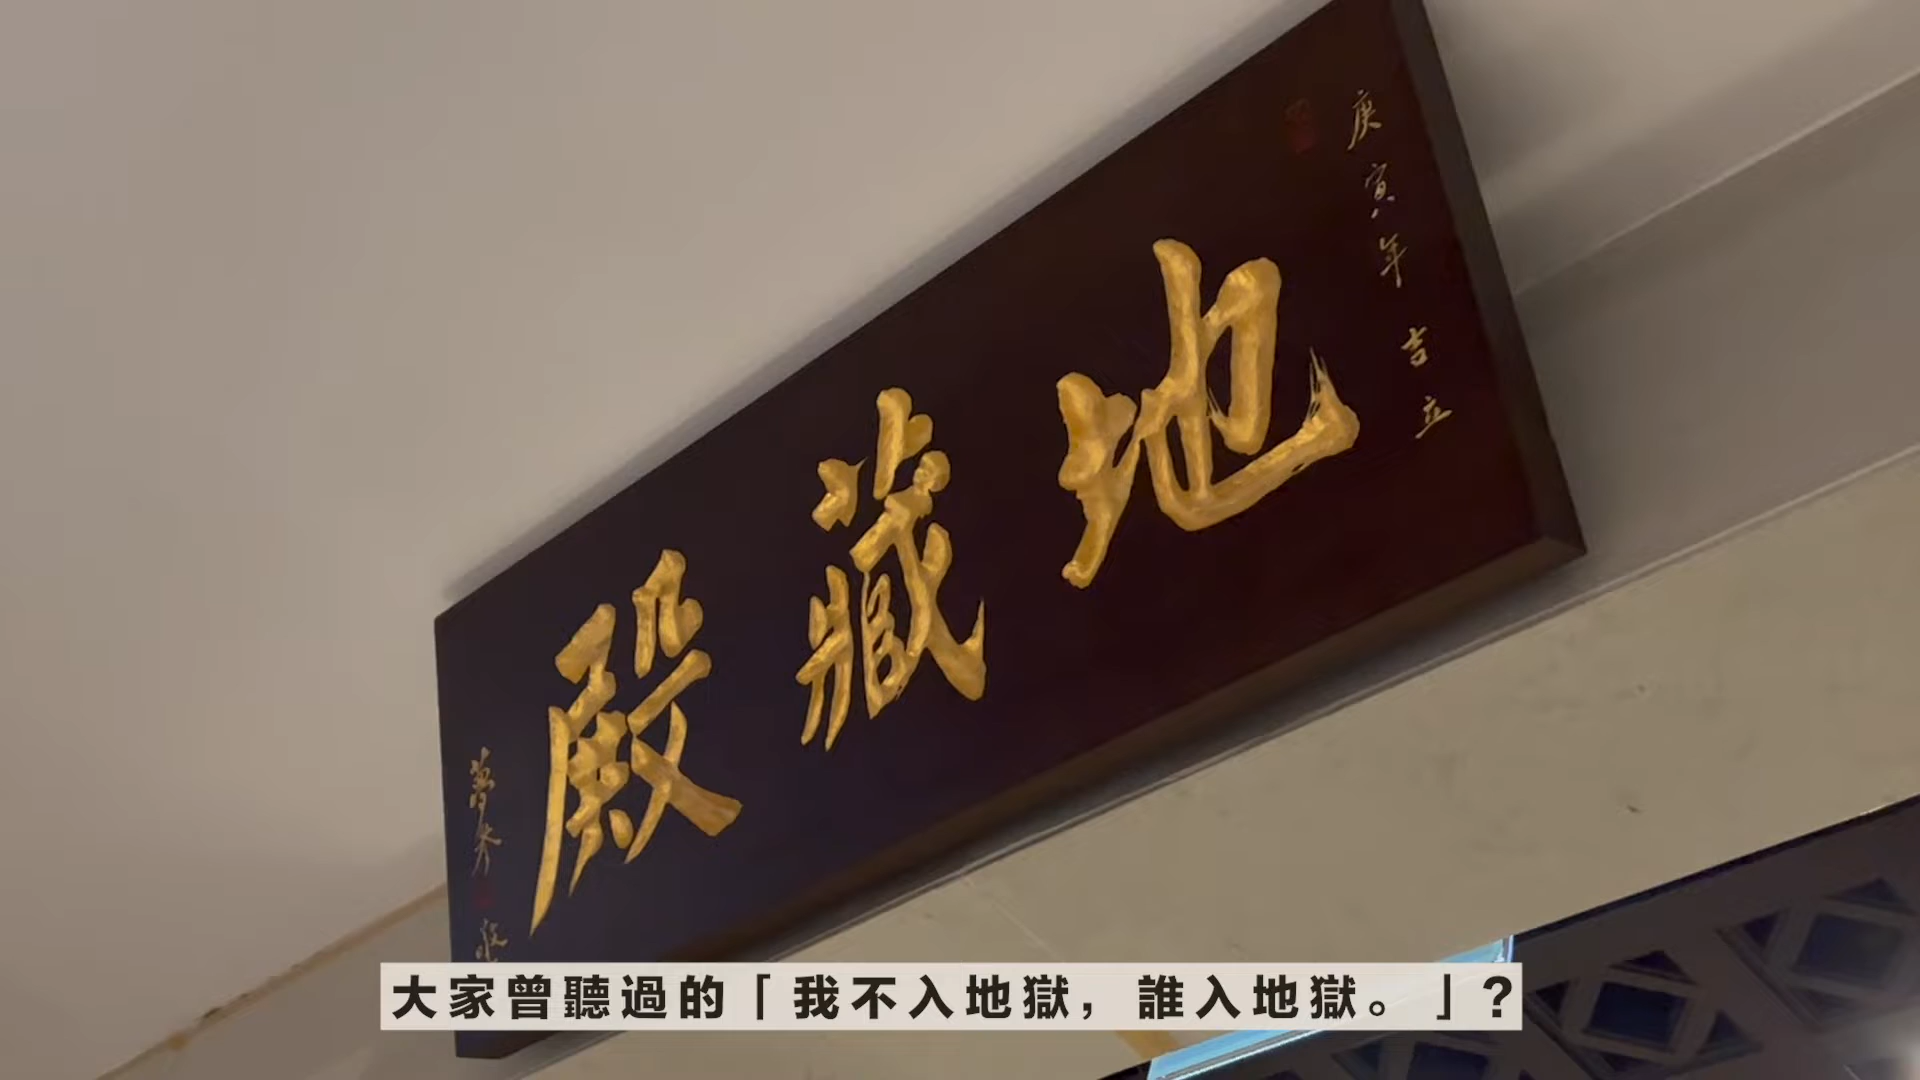 庚寅年 吉立
地藏殿
大家曾聽過的「我不入地獄，誰入地獄。」？